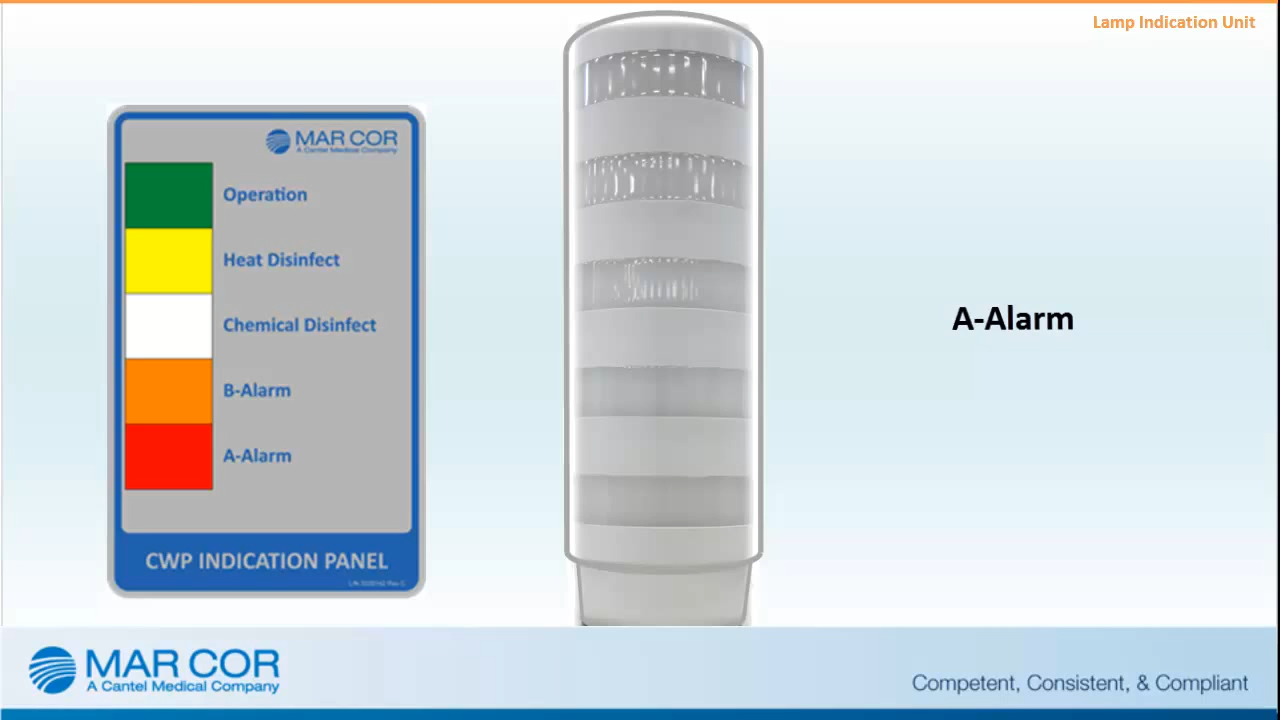 Lamp Indication Unit
MAR COR
A Cantel Medical Company
Operation
Heat Disinfect
Chemical Disinfect
B-Alarm
A-Alarm
CWP INDICATION PANEL
A-Alarm
MAR COR
A Cantel Medical Company
Competent, Consistent, & Compliant